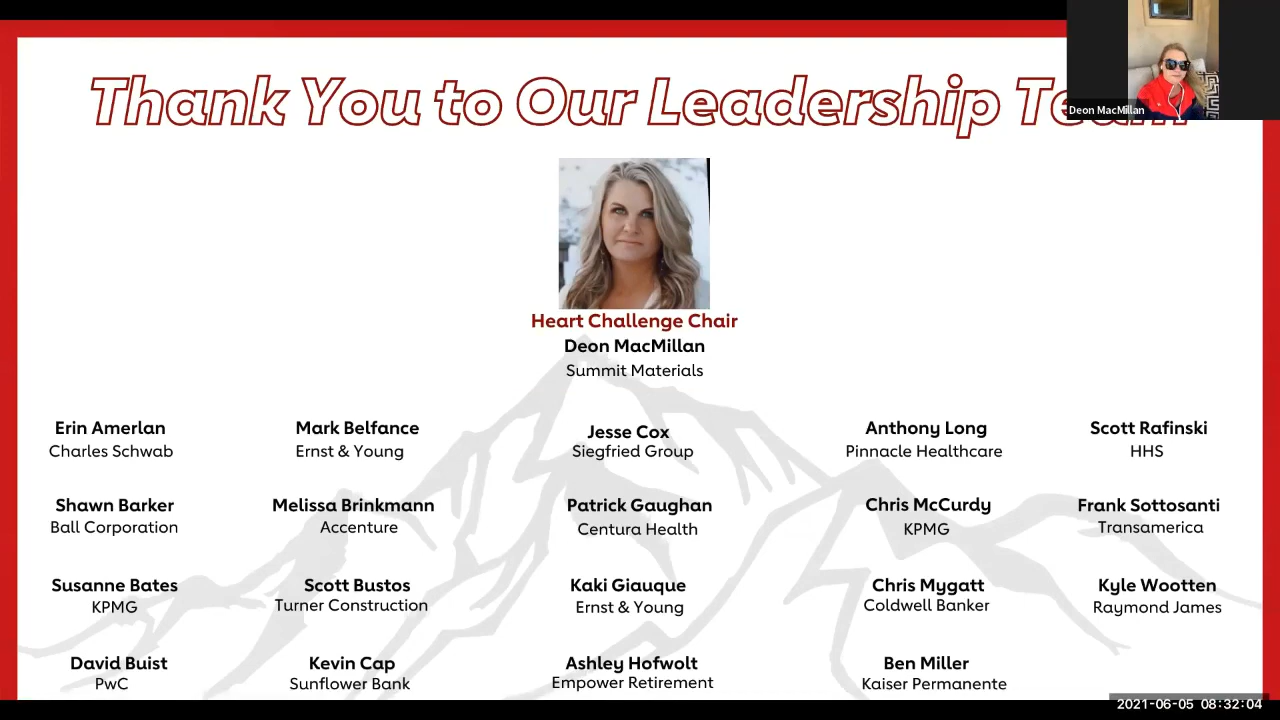 Thank You to Our Leadership
Deon MacMillan
Heart Challenge Chair
Deon MacMillan
Summit Materials
Erin Amerlan
Charles Schwab
Mark Belfance
Ernst & Young
Jesse Cox
Siegfried Group
Anthony Long
Pinnacle Healthcare
Scott Rafinski
HHS
Shawn Barker
Ball Corporation
Melissa Brinkmann
Accenture
Patrick Gaughan
Centura Health
Chris McCurdy
KPMG
Frank Sottosanti
Transamerica
Susanne Bates
KPMG
Scott Bustos
Turner Construction
Kaki Giauque
Ernst & Young
Chris Mygatt
Coldwell Banker
Kyle Wootten
Raymond James
David Buist
PwC
Kevin Cap
Sunflower Bank
Ashley Hofwolt
Empower Retirement
Ben Miller
Kaiser Permanente
2021-06-05 08:32:04